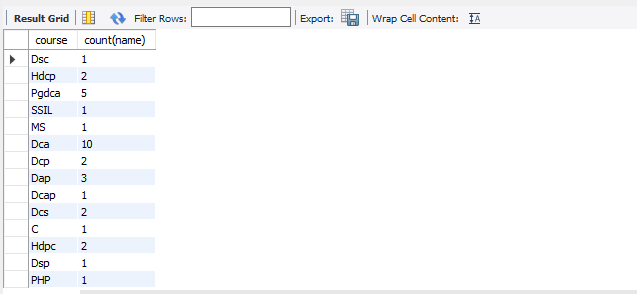 Result Grid Filter Rows: Export: Wrap Cell Content: IA
course count(name)
Dsc 1
Hdcp 2
Pgdca 5
SSIL 1
MS 1
Dca 10
Dcp 2
Dap 3
Dcap 1
Dcs 2
C 1
Hdpc 2
Dsp 1
PHP 1